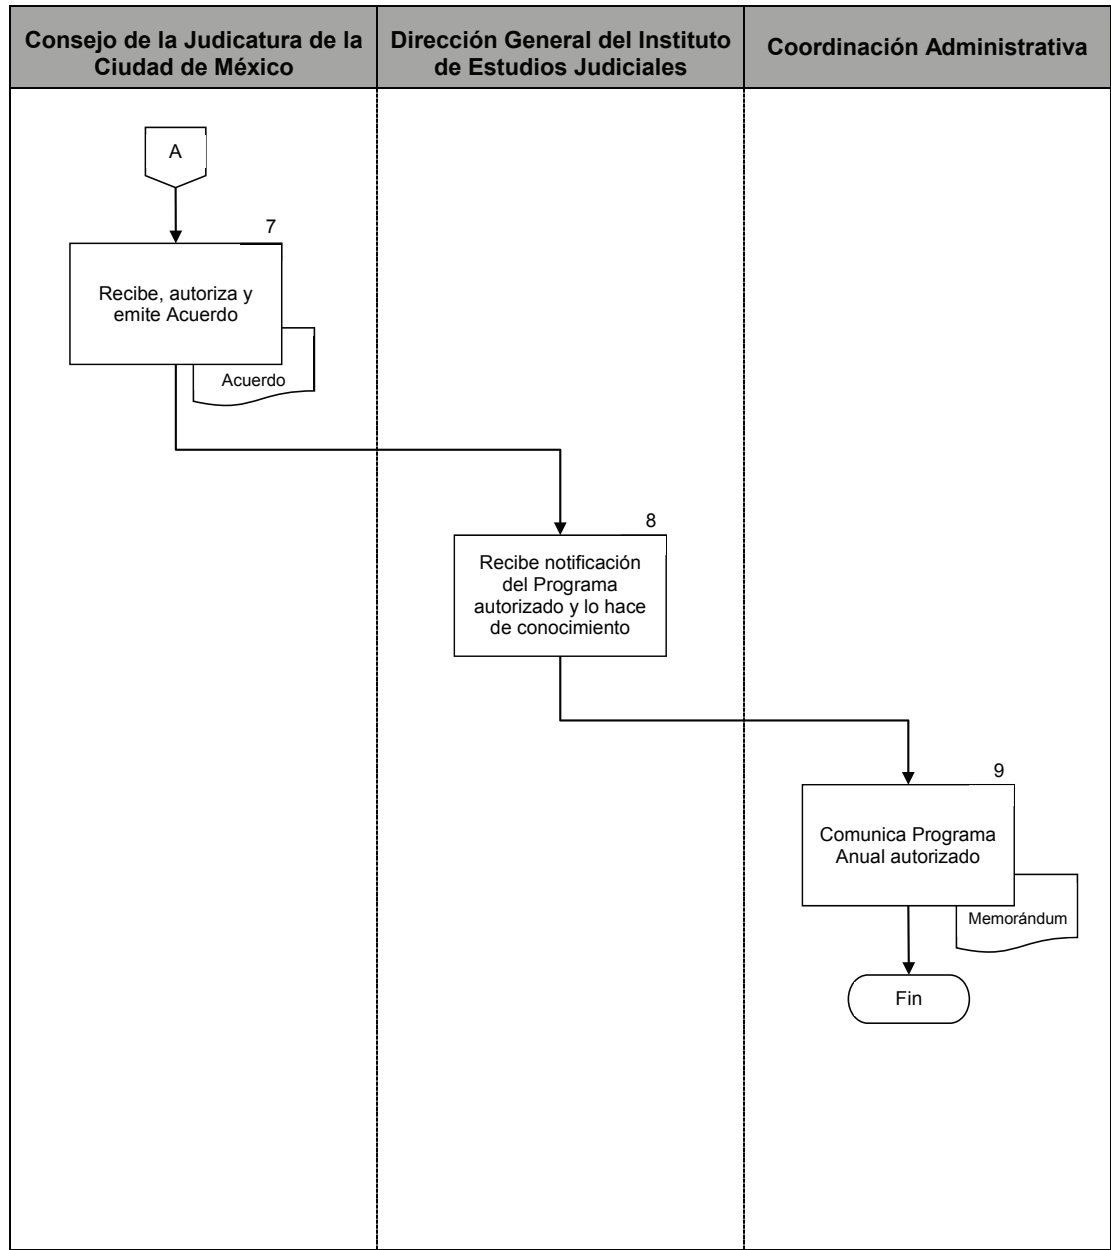 Consejo de la Judicatura de la
Ciudad de México
Dirección General del Instituto
de Estudios Judiciales
Coordinación Administrativa
A
7
Recibe, autoriza y
emite Acuerdo
Acuerdo
8
Recibe notificación
del Programa
autorizado y lo hace
de conocimiento
9
Comunica Programa
Anual autorizado
Memorándum
Fin